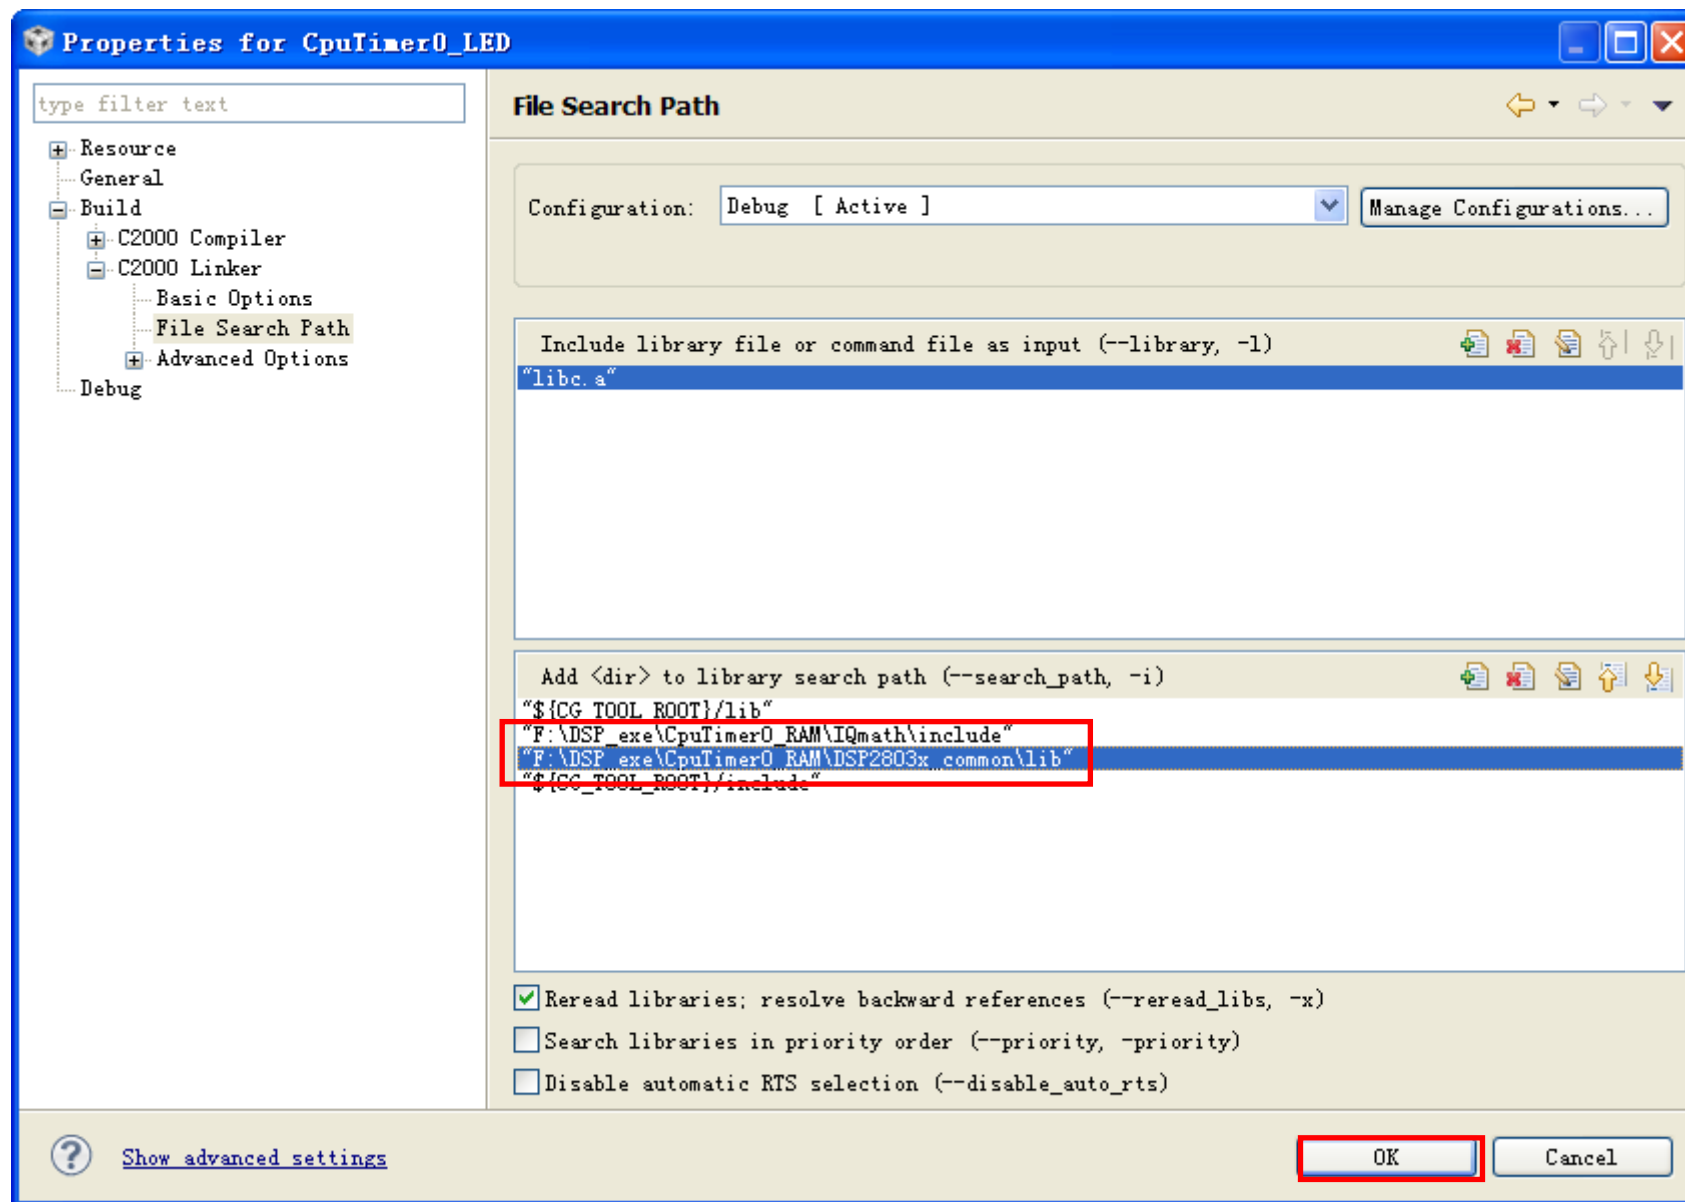 Properties for CpuTimer0_LED
type filter text
Resource
General
Build
C2000 Compiler
C2000 Linker
Basic Options
File Search Path
Advanced Options
Debug
File Search Path
Configuration: Debug [ Active ] Manage Configurations...
Include library file or command file as input (--library, -l)
"libc.a"
Add <dir> to library search path (--search_path, -i)
"${CG_TOOL_ROOT}/lib"
"F:\DSP_exe\CpuTimer0_RAM\IQmath\include"
"F:\DSP_exe\CpuTimer0_RAM\DSP2803x_common\lib"
"${CG_TOOL_ROOT}/include"
Reread libraries; resolve backward references (--reread_libs, -x)
Search libraries in priority order (--priority, -priority)
Disable automatic RTS selection (--disable_auto_rts)
Show advanced settings
OK Cancel